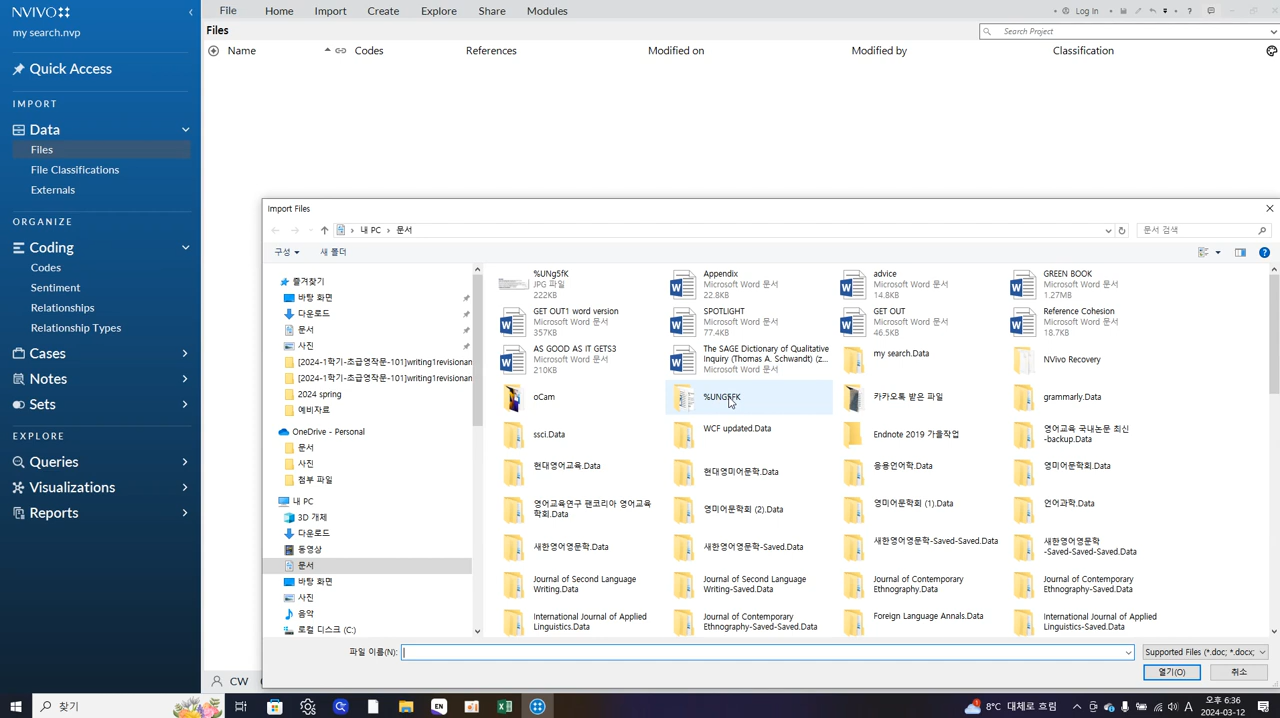 NVIVO
my search.nvp
File Home Import Create Explore Share Modules
Log In
?
Files
Search Project
Name Codes References Modified on Modified by Classification
Quick Access
IMPORT
Data
Files
File Classifications
Externals
ORGANIZE
Coding
Codes
Sentiment
Relationships
Relationship Types
Cases
Notes
Sets
EXPLORE
Queries
Visualizations
Reports
CW
Import Files
내 PC > 문서
문서 검색
구성 새 폴더
즐겨찾기
바탕 화면
다운로드
문서
사진
[2024-1학기-초급영작문-101]writing1revisionan
[2024-1학기-초급영작문-101]writing1revisionan
2024 spring
예비자료
OneDrive - Personal
문서
사진
첨부 파일
내 PC
3D 개체
다운로드
동영상
문서
바탕 화면
사진
음악
로컬 디스크 (C:)
%UNg5fK
JPG 파일
222KB
Appendix
Microsoft Word 문서
22.8KB
advice
Microsoft Word 문서
14.8KB
GREEN BOOK
Microsoft Word 문서
1.27MB
GET OUT1 word version
Microsoft Word 문서
357KB
SPOTLIGHT
Microsoft Word 문서
77.4KB
GET OUT
Microsoft Word 문서
46.5KB
Reference Cohesion
Microsoft Word 문서
18.7KB
AS GOOD AS IT GETS3
Microsoft Word 문서
210KB
The SAGE Dictionary of Qualitative
Inquiry (Thomas A. Schwandt) (z...
Microsoft Word 문서
my search.Data
NVivo Recovery
oCam
%UNG5FK
카카오톡 받은 파일
grammarly.Data
ssci.Data
WCF updated.Data
Endnote 2019 가을작업
영어교육 국내논문 최신
-backup.Data
현대영어교육.Data
현대영미어문학.Data
응용언어학.Data
영미어문학회.Data
영어교육연구 팬코리아 영어교육
학회.Data
영미어문학회 (2).Data
영미어문학회 (1).Data
언어과학.Data
새한영어영문학.Data
새한영어영문학-Saved.Data
새한영어영문학-Saved-Saved.Data
새한영어영문학
-Saved-Saved-Saved.Data
Journal of Second Language
Writing.Data
Journal of Second Language
Writing-Saved.Data
Journal of Contemporary
Ethnography.Data
Journal of Contemporary
Ethnography-Saved.Data
International Journal of Applied
Linguistics.Data
Journal of Contemporary
Ethnography-Saved-Saved.Data
Foreign Language Annals.Data
International Journal of Applied
Linguistics-Saved.Data
파일 이름(N):
Supported Files (*.doc; *.docx;
열기(O)
취소
찾기
EN
8°C 대체로 흐림
A
오후 6:36
2024-03-12